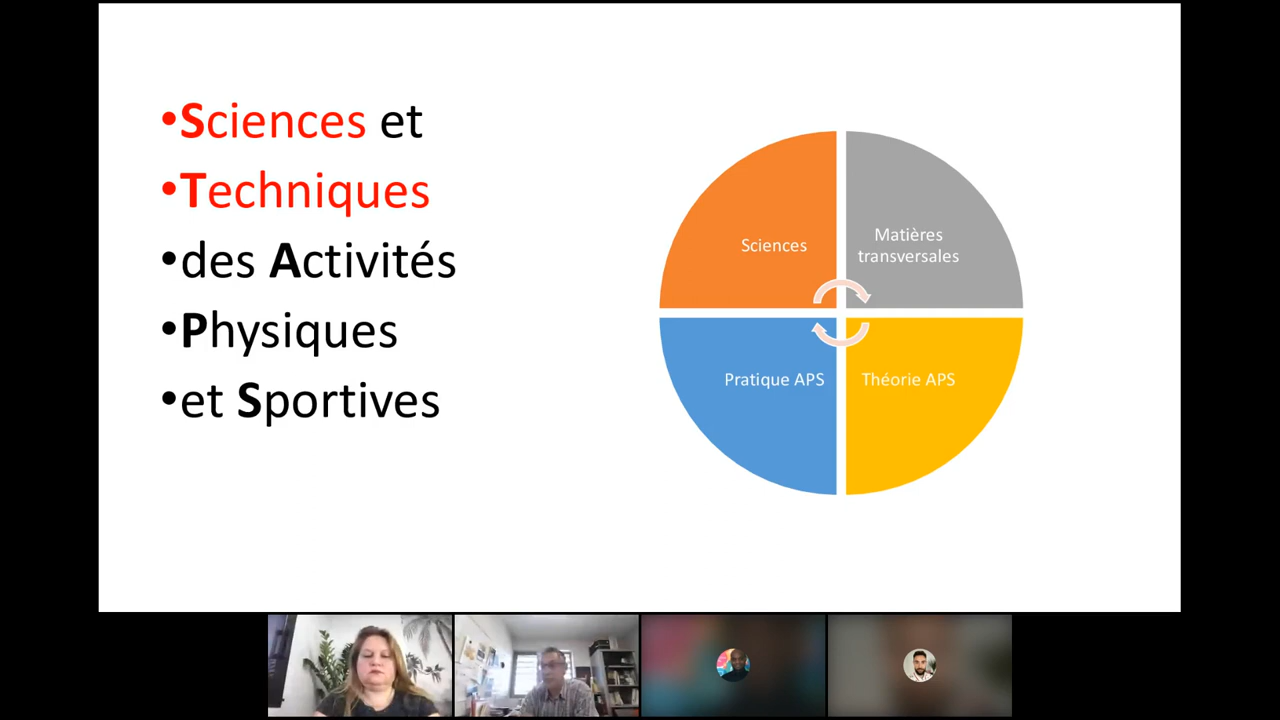 •Sciences et
•Techniques
•des Activités
•Physiques
•et Sportives
Sciences
Matières
transversales
Pratique APS
Théorie APS